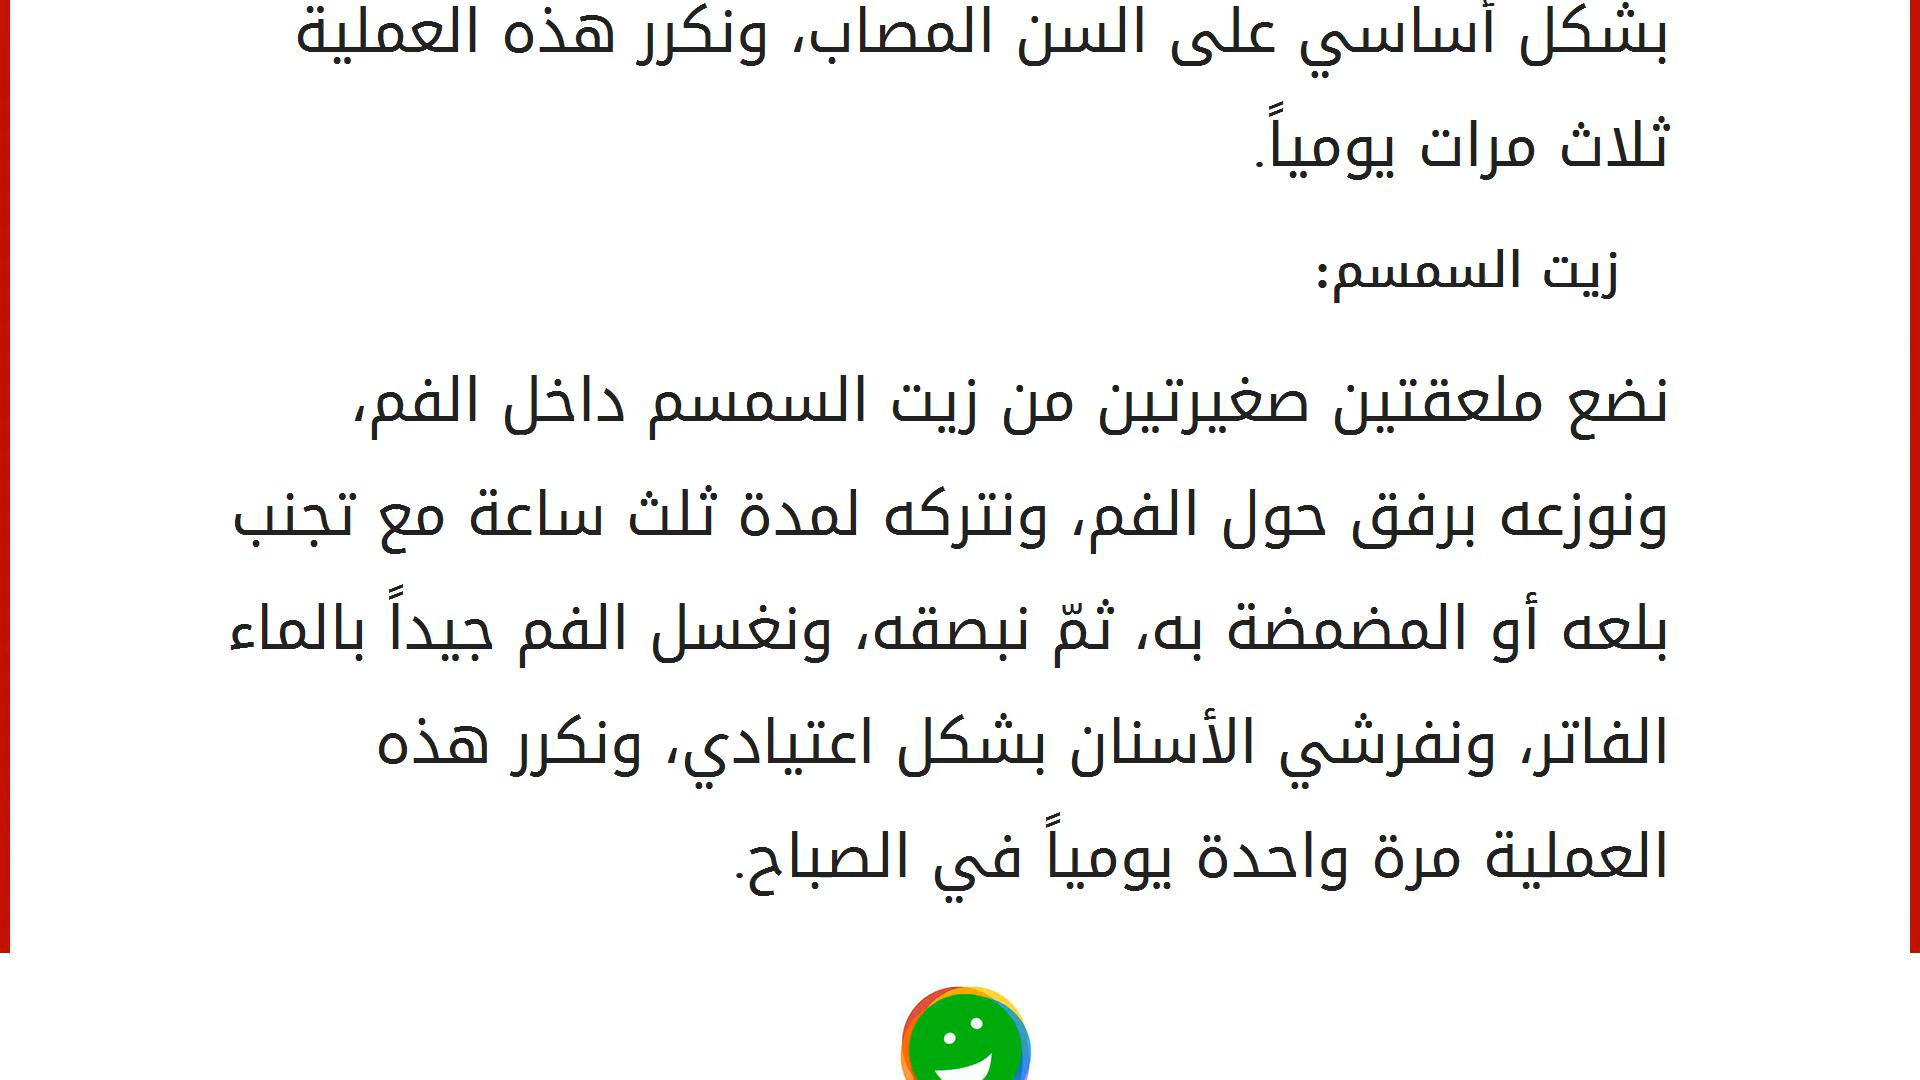 بشكل أساسي على السن المصاب، ونكرر هذه العملية
ثلاث مرات يومياً.
زيت السمسم:
نضع ملعقتين صغيرتين من زيت السمسم داخل الفم،
ونوزعه برفق حول الفم، ونتركه لمدة ثلث ساعة مع تجنب
بلعه أو المضمضة به، ثمّ نبصقه، ونغسل الفم جيداً بالماء
الفاتر، ونفرشي الأسنان بشكل اعتيادي، ونكرر هذه
العملية مرة واحدة يومياً في الصباح.